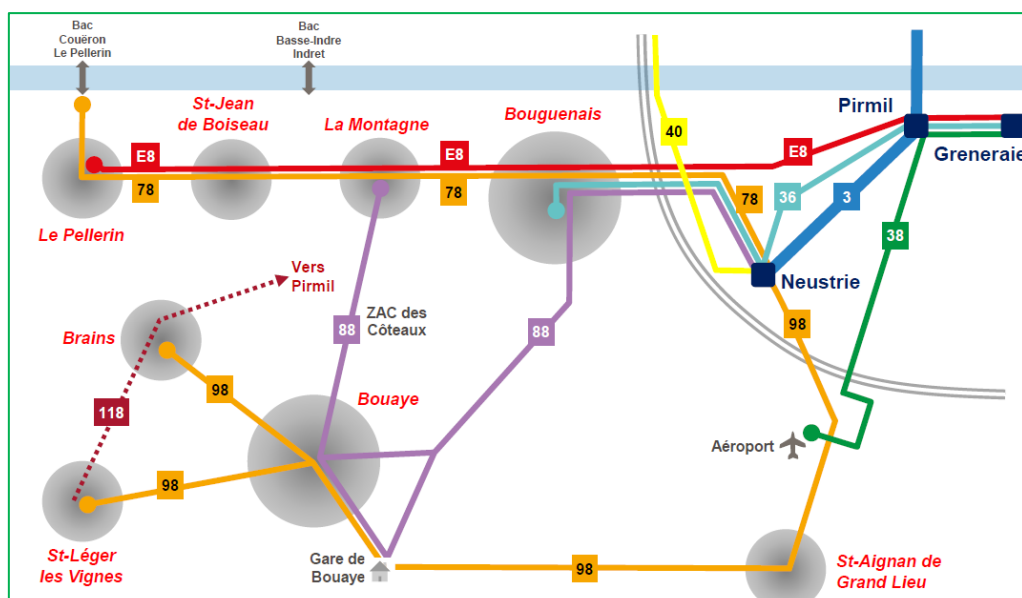 Bac
Couëron
Le Pellerin
Bac
Basse-Indre
Indret
St-Jean
de Boiseau
La Montagne
Bouguenais
Pirmil
40
E8
E8
E8
Greneraie
78
78
78
36
3
38
Le Pellerin
Neustrie
Vers
Pirmil
ZAC des
Côteaux
88
88
98
Brains
98
Bouaye
118
Aéroport
98
St-Léger
les Vignes
Gare de
Bouaye
98
St-Aignan de
Grand Lieu